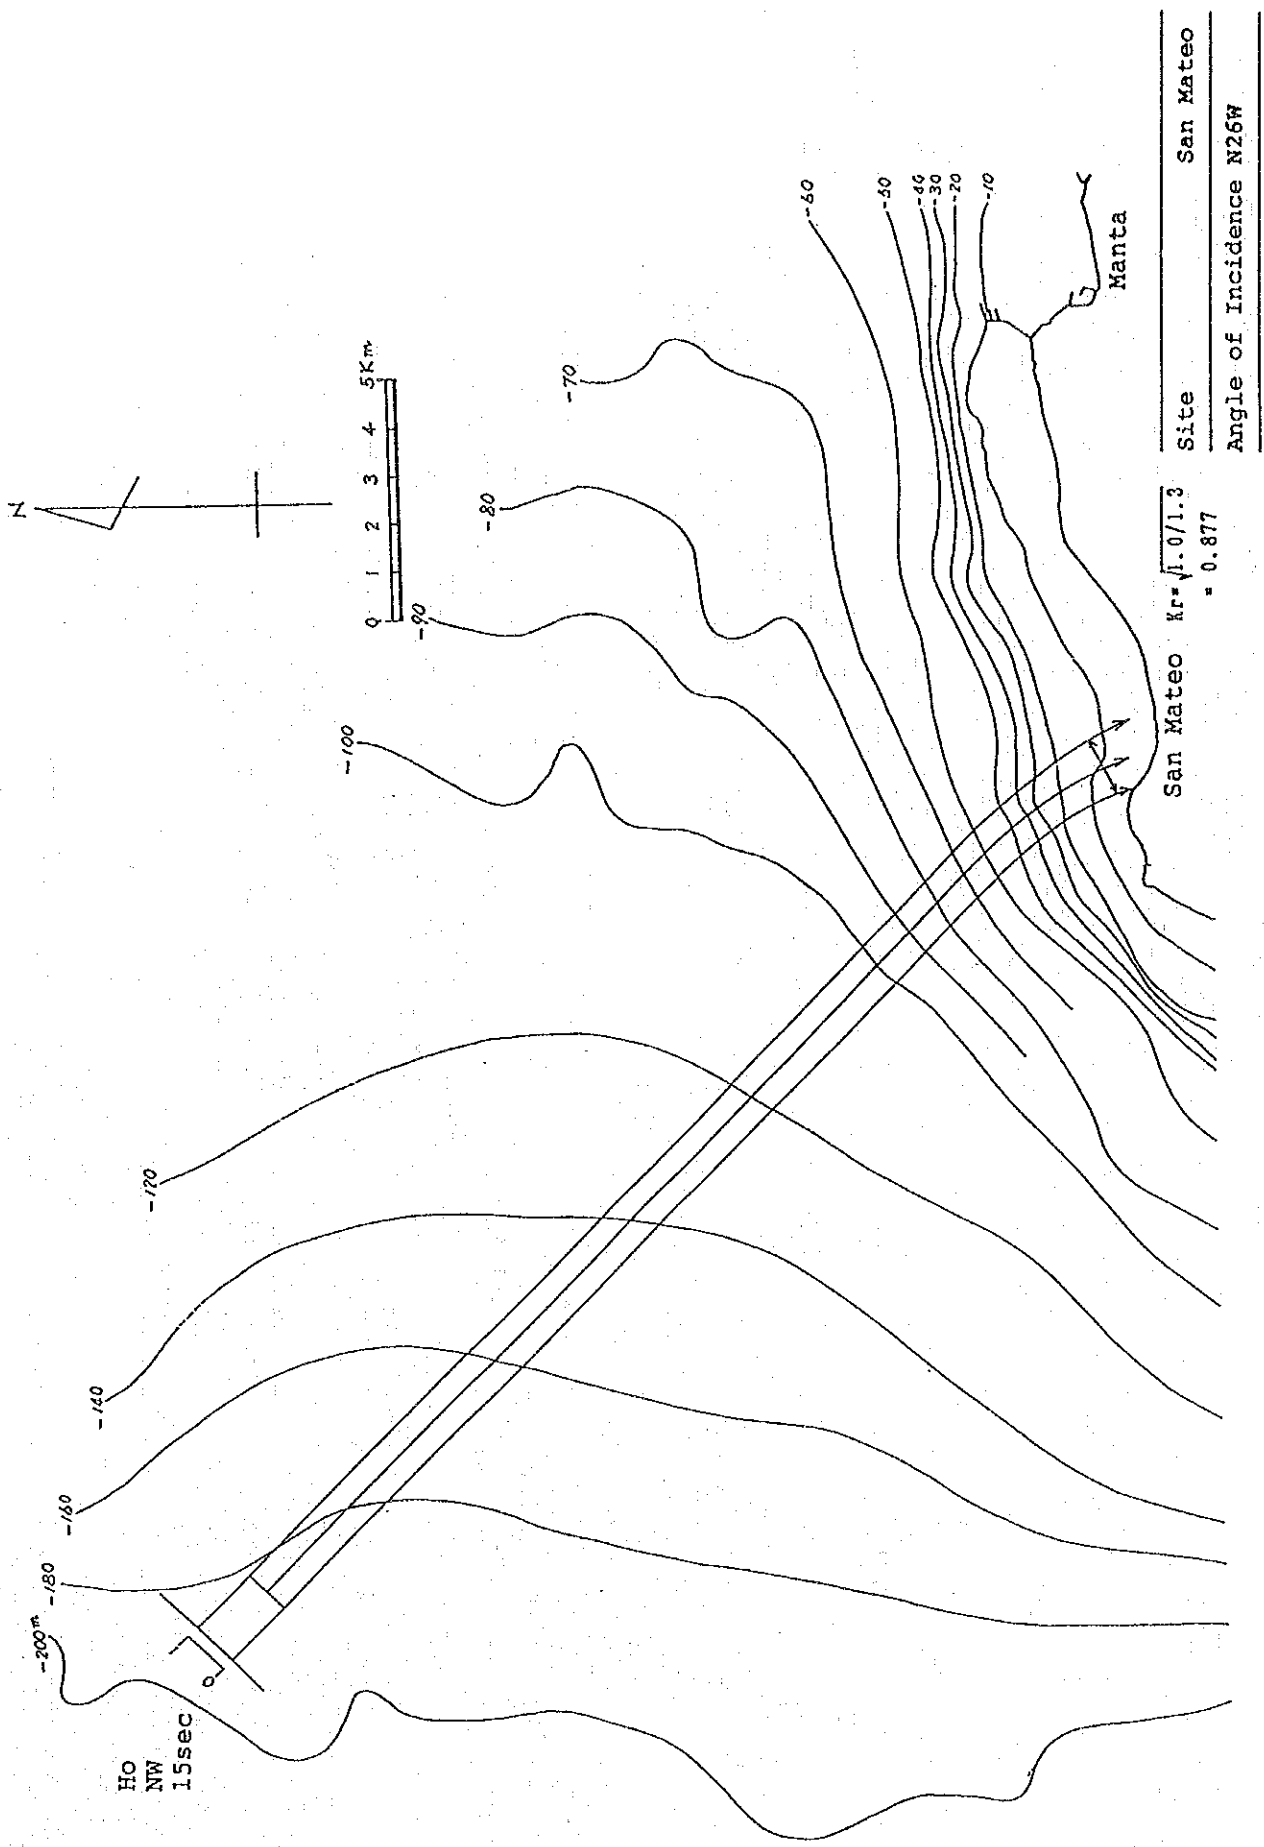 Ho
NW
15sec
-200m
-180
-160
-140
-120
-100
-90
-80
-70
-60
-50
-40
-30
-20
-10
N
0 1 2 3 4 5Km
0
Manta
San Mateo Kr=√1.0/1.3
= 0.877
Site San Mateo
Angle of Incidence N26W